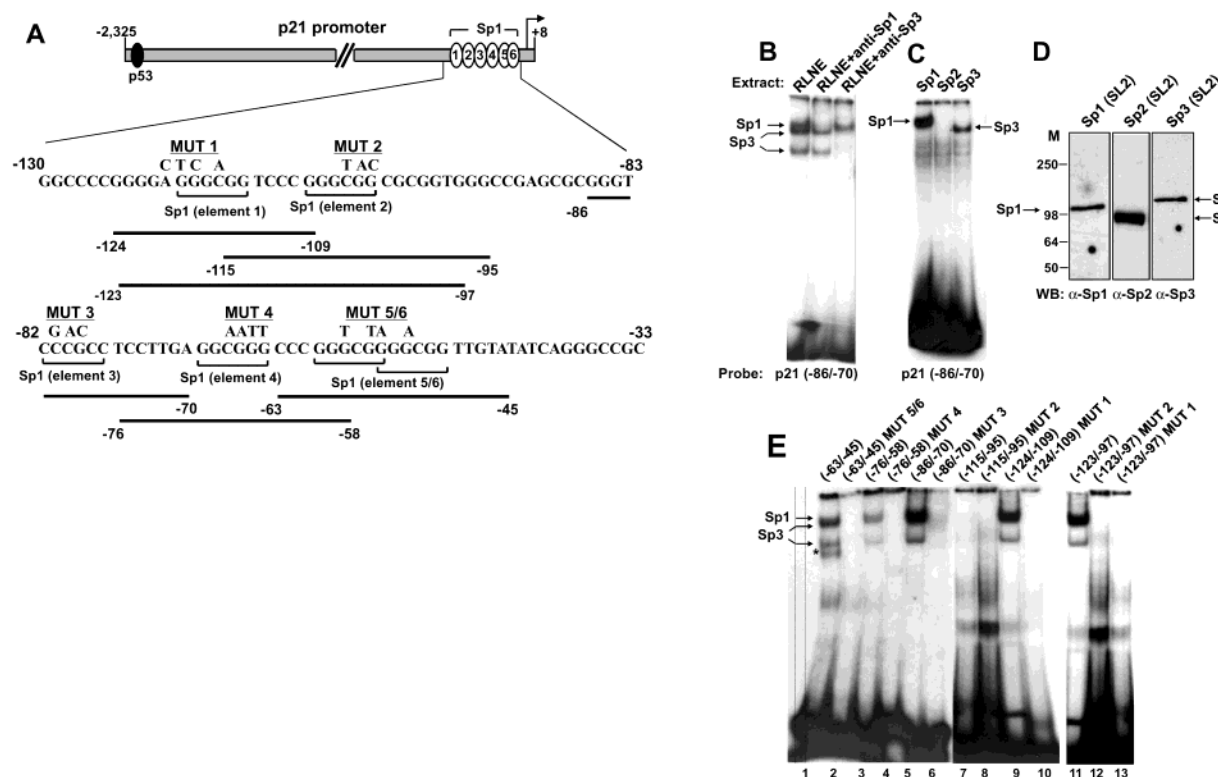 A
p21 promoter
Sp1
-2,325
+8
1 2 3 4 5 6
p53
-130
MUT 1
MUT 2
-83
C T C A
T AC
GGCCCCGGGGA GGGCGG TCCCC GGGCGG CGCGGTGGGCCGAGCGCGGGT
Sp1 (element 1)
Sp1 (element 2)
-86
-124
-109
-115
-95
-123
-97
MUT 3
MUT 4
MUT 5/6
-82
G AC
AATT
T TA A
-33
CCCGCC TCCTTGA GGCGGG CCC GGGCGGGGCGG TTGTATATCAGGGCCGC
Sp1 (element 3)
Sp1 (element 4)
Sp1 (element 5/6)
-70
-63
-45
-76
-58
B
Extract:
RLNE
RLNE+anti-Sp1
RLNE+anti-Sp3
Sp1
Sp3
Probe: p21 (-86/-70)
C
Sp1
Sp2
Sp3
Sp1
Sp3
p21 (-86/-70)
D
Sp1 (SL2)
Sp2 (SL2)
Sp3 (SL2)
M
250
98
64
50
Sp1
S
S
WB: α-Sp1 α-Sp2 α-Sp3
E
(-63/-45)
(-63/-45) MUT 5/6
(-76/-58)
(-76/-58) MUT 4
(-86/-70)
(-86/-70) MUT 3
(-115/-95)
(-115/-95) MUT 2
(-124/-109)
(-124/-109) MUT 1
(-123/-97)
(-123/-97) MUT 2
(-123/-97) MUT 1
Sp1
Sp3
*
1 2 3 4 5 6 7 8 9 10 11 12 13